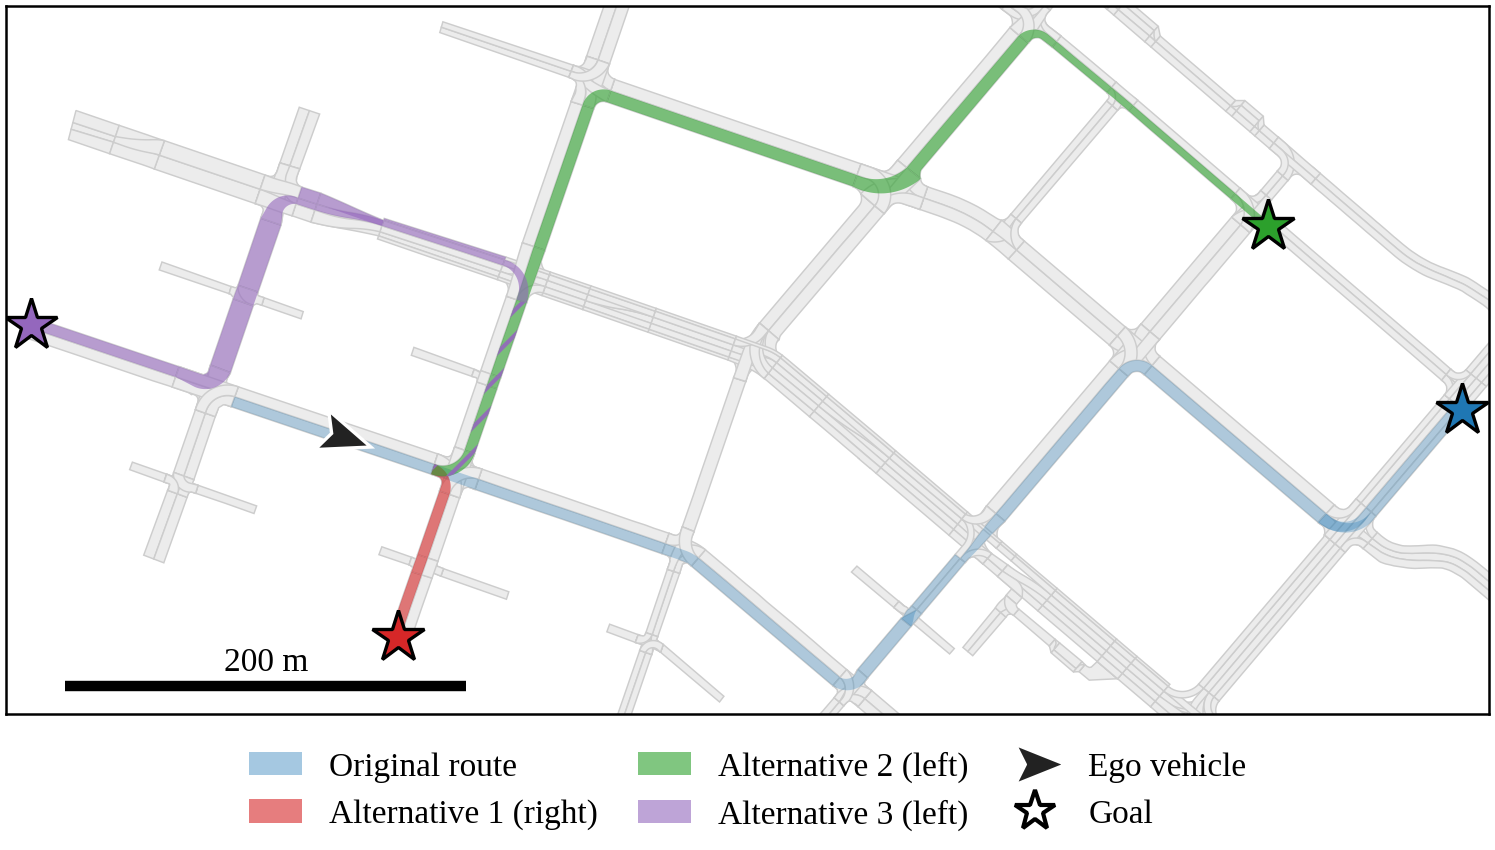 200 m
Original route
Alternative 2 (left)
Ego vehicle
Alternative 1 (right)
Alternative 3 (left)
Goal